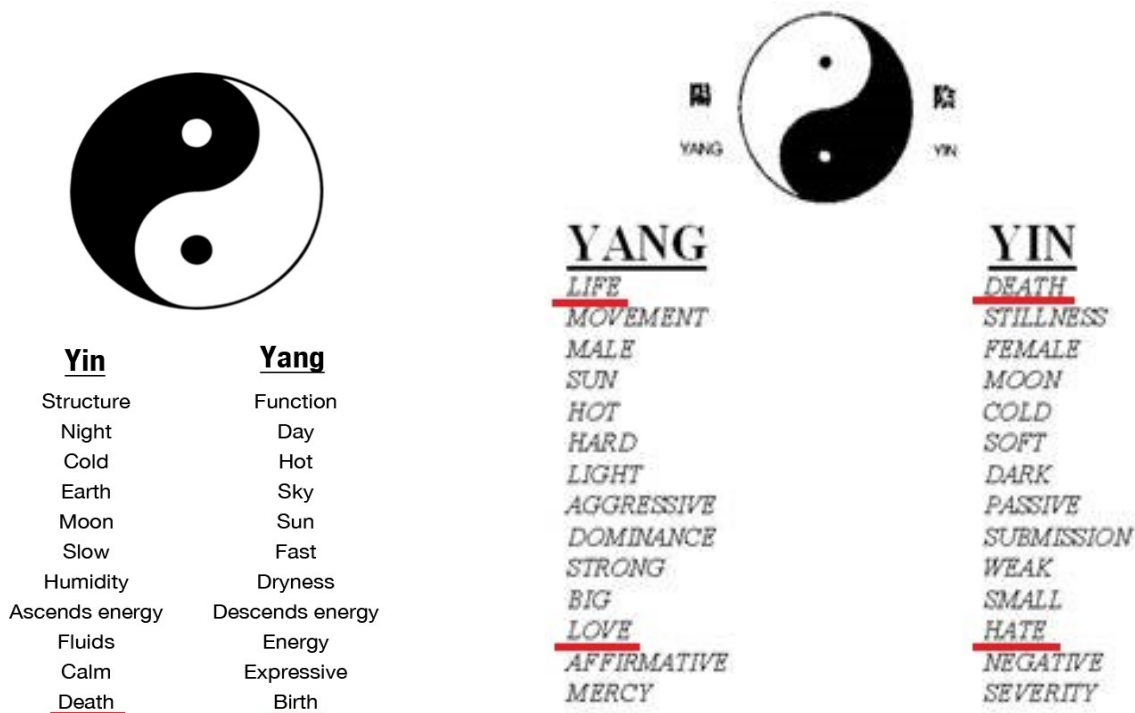 Yin Yang
Structure Function
Night Day
Cold Hot
Earth Sky
Moon Sun
Slow Fast
Humidity Dryness
Ascends energy Descends energy
Fluids Energy
Calm Expressive
Death Birth
陽 陰
YANG YIN
YANG YIN
LIFE DEATH
MOVEMENT STILLNESS
MALE FEMALE
SUN MOON
HOT COLD
HARD SOFT
LIGHT DARK
AGGRESSIVE PASSIVE
DOMINANCE SUBMISSION
STRONG WEAK
BIG SMALL
LOVE HATE
AFFIRMATIVE NEGATIVE
MERCY SEVERITY